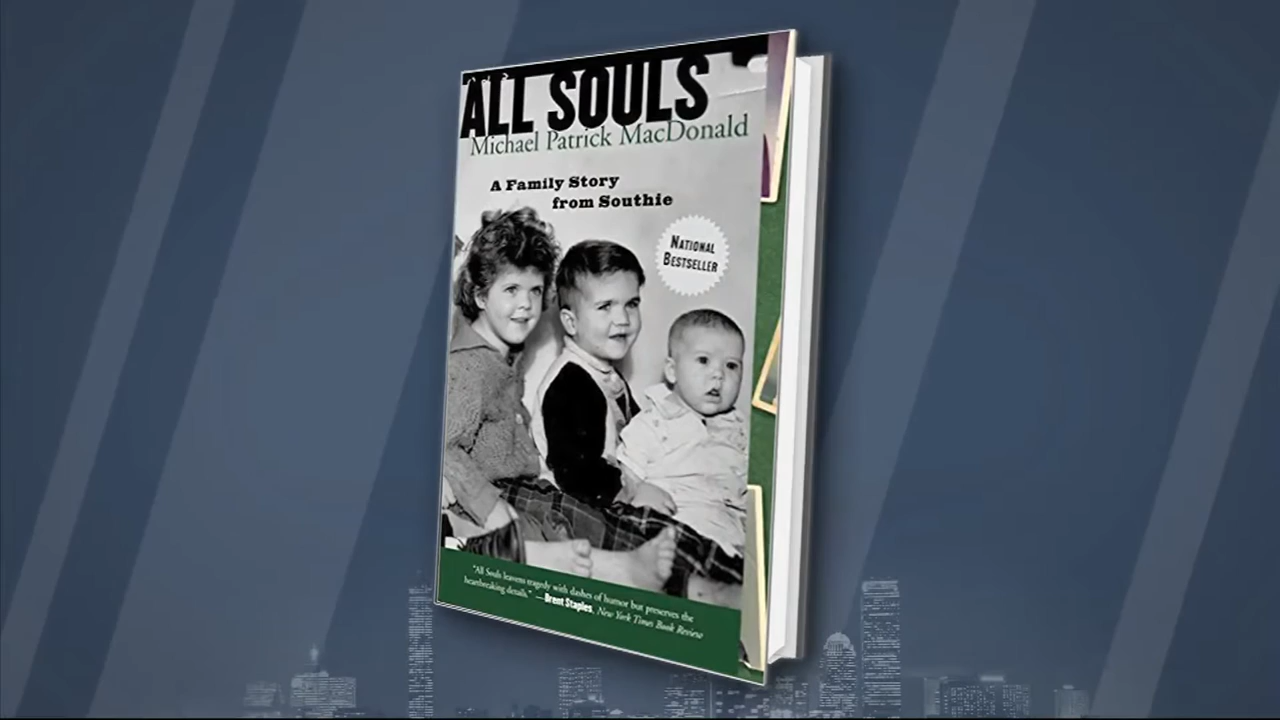 ALL SOULS
Michael Patrick MacDonald
A Family Story
from Southie
NATIONAL
BESTSELLER
"All Souls leavens tragedy with dashes of humor but preserves the
heartbreaking details." —Brent Staples, New York Times Book Review